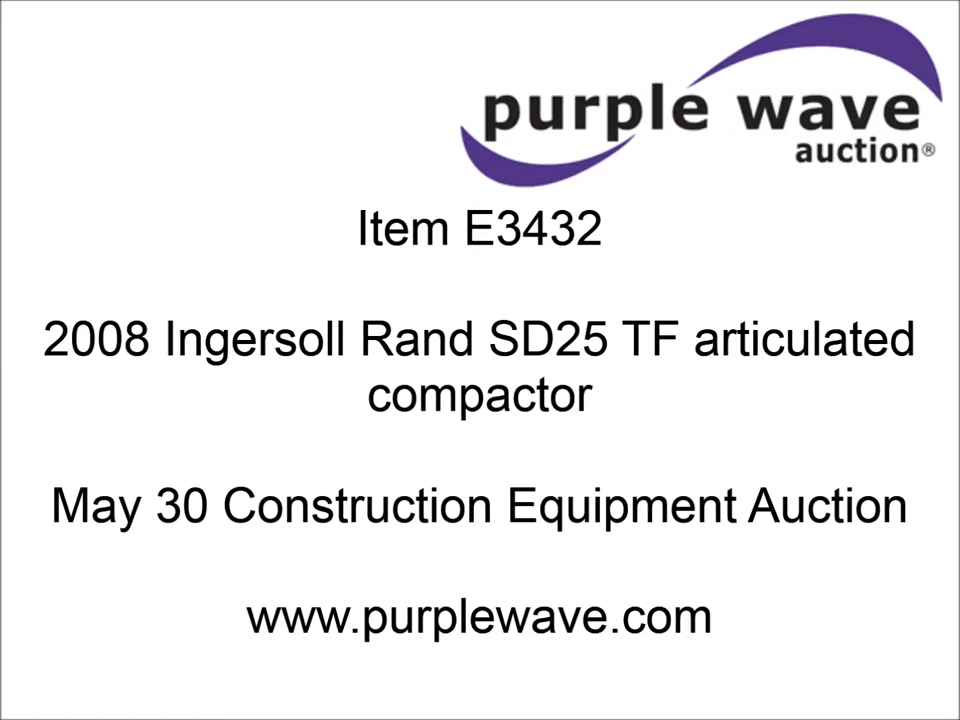 purple wave
auction®
Item E3432
2008 Ingersoll Rand SD25 TF articulated
compactor
May 30 Construction Equipment Auction
www.purplewave.com